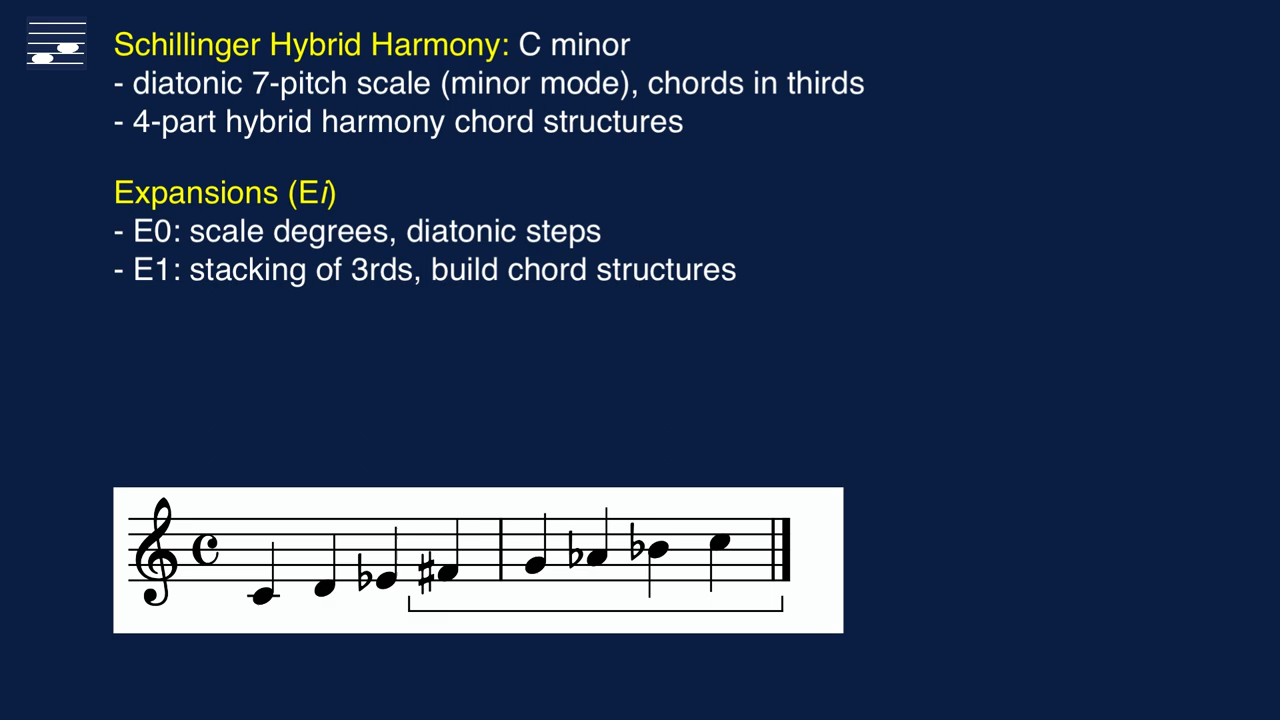 Schillinger Hybrid Harmony: C minor
- diatonic 7-pitch scale (minor mode), chords in thirds
- 4-part hybrid harmony chord structures
Expansions (Ei)
- E0: scale degrees, diatonic steps
- E1: stacking of 3rds, build chord structures